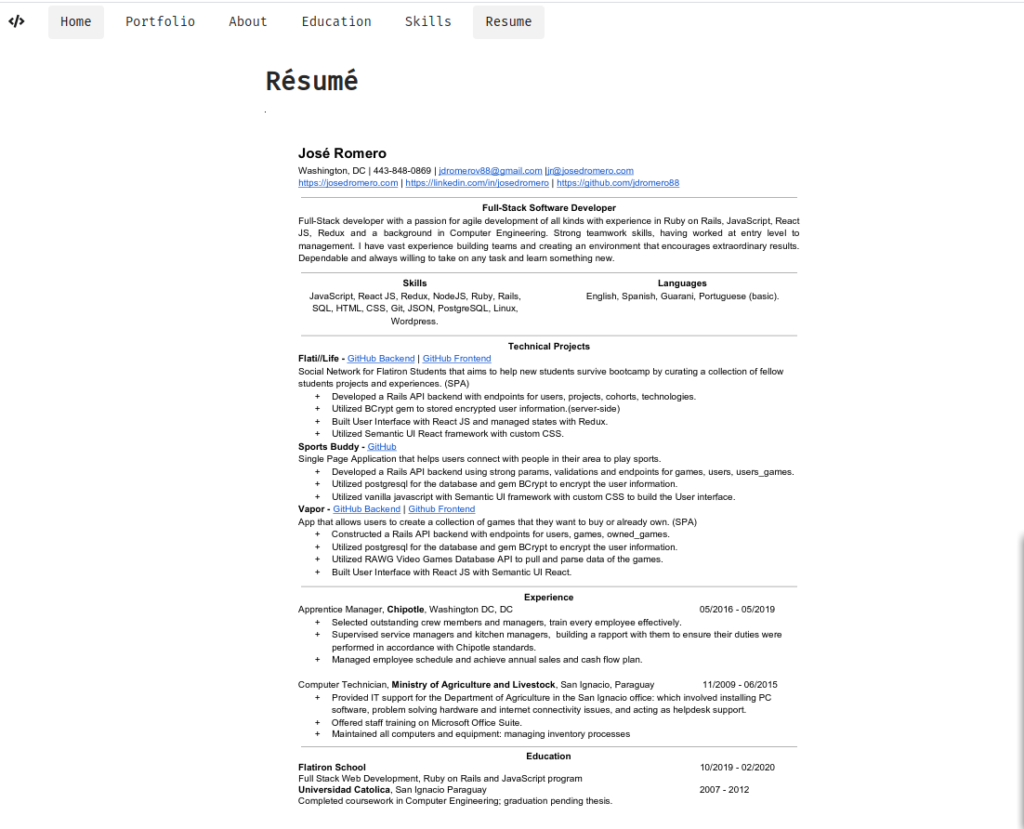 </>
Home Portfolio About Education Skills Resume
Résumé
.
José Romero
Washington, DC | 443-848-0869 | jdromerov88@gmail.com |jr@josedromero.com
https://josedromero.com | https://linkedin.com/in/josedromero | https://github.com/jdromero88
Full-Stack Software Developer
Full-Stack developer with a passion for agile development of all kinds with experience in Ruby on Rails, JavaScript, React
JS, Redux and a background in Computer Engineering. Strong teamwork skills, having worked at entry level to
management. I have vast experience building teams and creating an environment that encourages extraordinary results.
Dependable and always willing to take on any task and learn something new.
Skills
JavaScript, React JS, Redux, NodeJS, Ruby, Rails,
SQL, HTML, CSS, Git, JSON, PostgreSQL, Linux,
Wordpress.
Languages
English, Spanish, Guarani, Portuguese (basic).
Technical Projects
Flati//Life - GitHub Backend | GitHub Frontend
Social Network for Flatiron Students that aims to help new students survive bootcamp by curating a collection of fellow
students projects and experiences. (SPA)
+ Developed a Rails API backend with endpoints for users, projects, cohorts, technologies.
+ Utilized BCrypt gem to stored encrypted user information.(server-side)
+ Built User Interface with React JS and managed states with Redux.
+ Utilized Semantic UI React framework with custom CSS.
Sports Buddy - GitHub
Single Page Application that helps users connect with people in their area to play sports.
+ Developed a Rails API backend using strong params, validations and endpoints for games, users, users_games.
+ Utilized postgresql for the database and gem BCrypt to encrypt the user information.
+ Utilized vanilla javascript with Semantic UI framework with custom CSS to build the User interface.
Vapor - GitHub Backend | Github Frontend
App that allows users to create a collection of games that they want to buy or already own. (SPA)
+ Constructed a Rails API backend with endpoints for users, games, owned_games.
+ Utilized postgresql for the database and gem BCrypt to encrypt the user information.
+ Utilized RAWG Video Games Database API to pull and parse data of the games.
+ Built User Interface with React JS with Semantic UI React.
Experience
Apprentice Manager, Chipotle, Washington DC, DC 05/2016 - 05/2019
+ Selected outstanding crew members and managers, train every employee effectively.
+ Supervised service managers and kitchen managers, building a rapport with them to ensure their duties were
performed in accordance with Chipotle standards.
+ Managed employee schedule and achieve annual sales and cash flow plan.
Computer Technician, Ministry of Agriculture and Livestock, San Ignacio, Paraguay 11/2009 - 06/2015
+ Provided IT support for the Department of Agriculture in the San Ignacio office: which involved installing PC
software, problem solving hardware and internet connectivity issues, and acting as helpdesk support.
+ Offered staff training on Microsoft Office Suite.
+ Maintained all computers and equipment: managing inventory processes
Education
Flatiron School 10/2019 - 02/2020
Full Stack Web Development, Ruby on Rails and JavaScript program
Universidad Catolica, San Ignacio Paraguay 2007 - 2012
Completed coursework in Computer Engineering; graduation pending thesis.